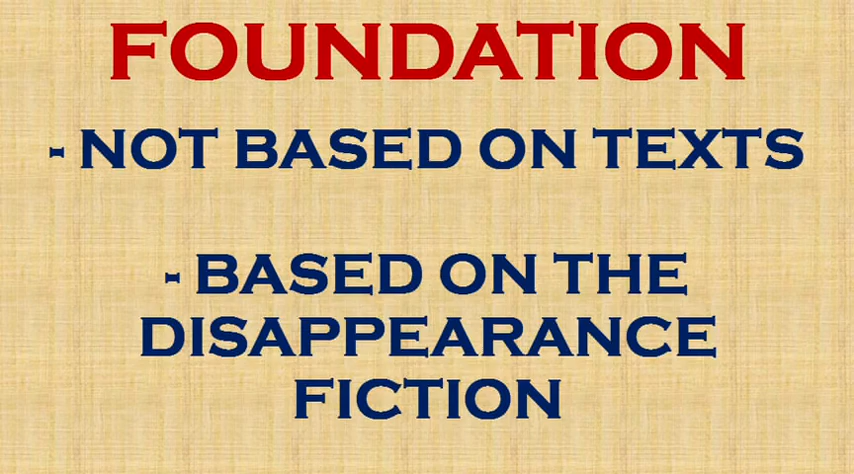 FOUNDATION
- NOT BASED ON TEXTS
- BASED ON THE
DISAPPEARANCE
FICTION